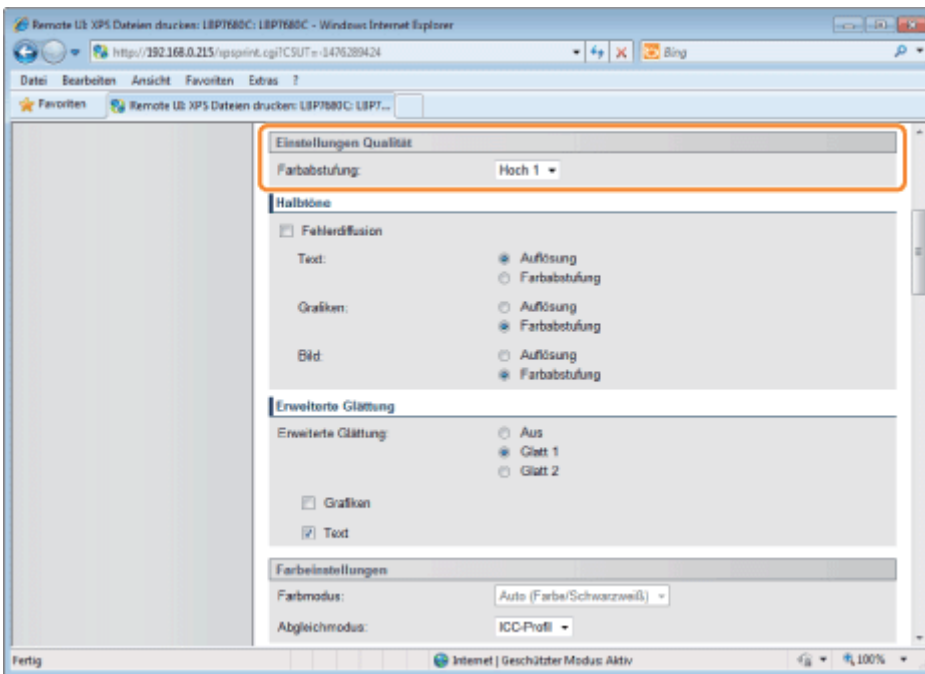 Remote UI: XPS Dateien drucken: LBP7680C: LBP7680C - Windows Internet Explorer
http://192.168.0.215/xpsprint.cgi?CSUT=-1476289424
Bing
Datei Bearbeiten Ansicht Favoriten Extras ?
Favoriten
Remote UI: XPS Dateien drucken: LBP7680C: LBP7...
Einstellungen Qualität
Farbabstufung: Hoch 1
Halbtöne
Fehlerdiffusion
Text: Auflösung
Farbabstufung
Grafiken: Auflösung
Farbabstufung
Bild: Auflösung
Farbabstufung
Erweiterte Glättung
Erweiterte Glättung: Aus
Glatt 1
Glatt 2
Grafiken
Text
Farbeinstellungen
Farbmodus: Auto (Farbe/Schwarzweiß)
Abgleichmodus: ICC-Profil
Fertig Internet | Geschützter Modus: Aktiv 100%